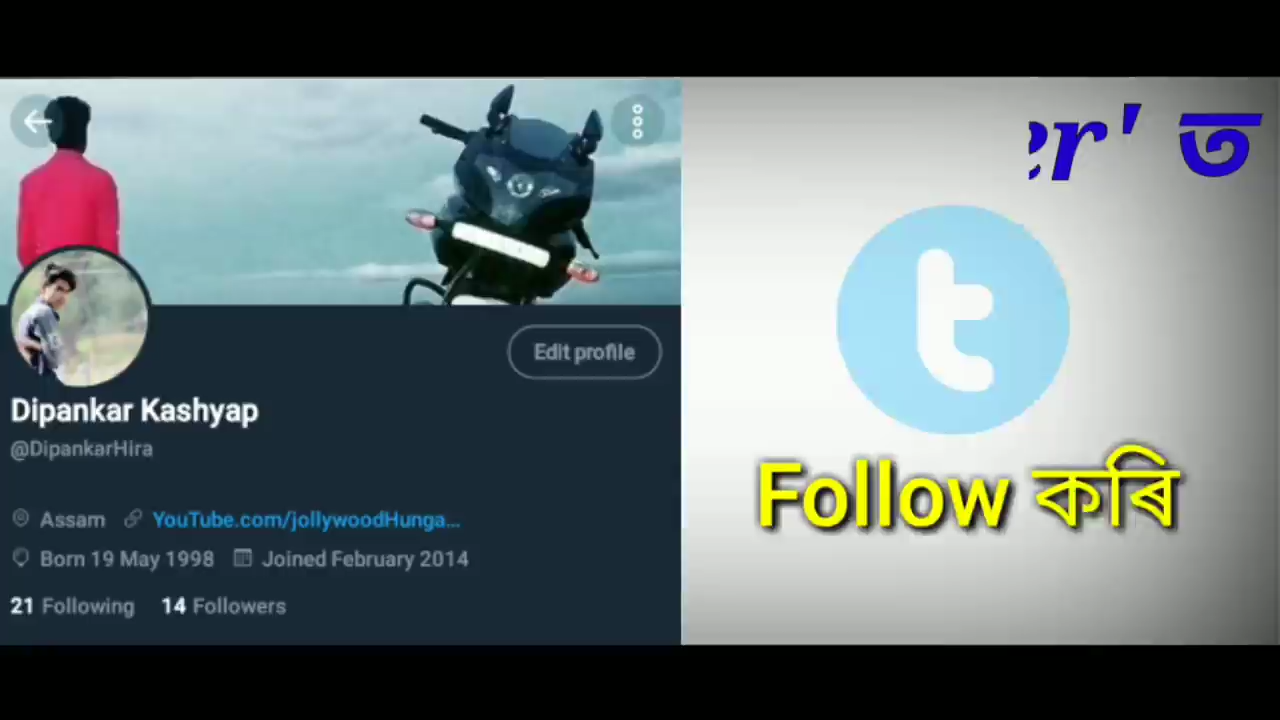 Edit profile
Dipankar Kashyap
@DipankarHira
Assam YouTube.com/jollywoodHunga...
Born 19 May 1998 Joined February 2014
21 Following 14 Followers
er' ত
Follow কৰি